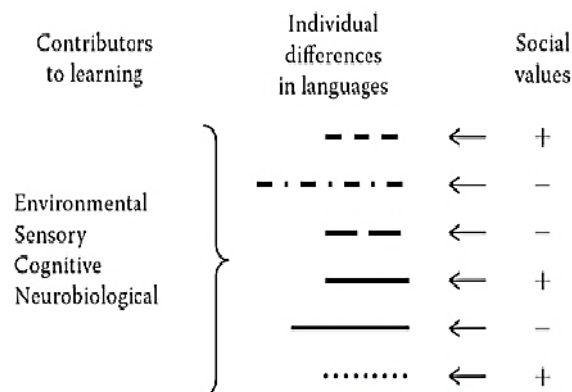 Contributors
to learning
Individual
differences
in languages
Social
values
Environmental
Sensory
Cognitive
Neurobiological
+
−
−
+
−
+